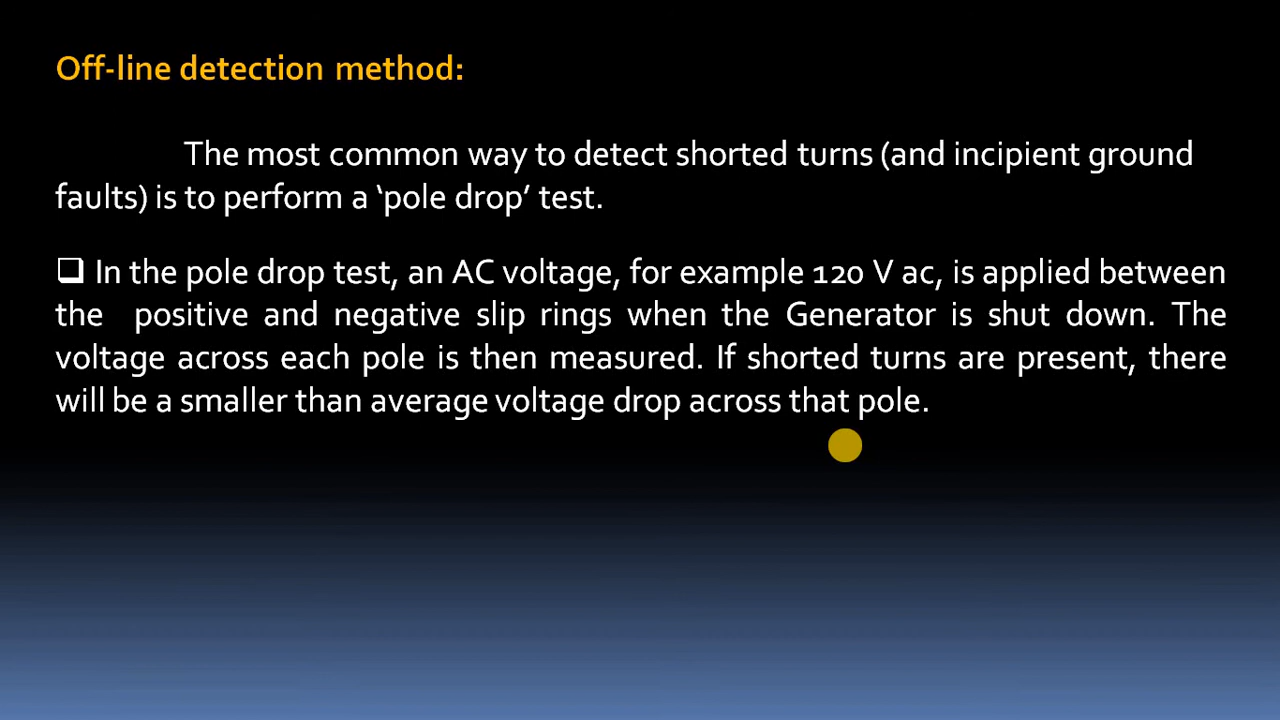 Off-line detection method:
The most common way to detect shorted turns (and incipient ground
faults) is to perform a ‘pole drop’ test.
❑ In the pole drop test, an AC voltage, for example 120 V ac, is applied between
the positive and negative slip rings when the Generator is shut down. The
voltage across each pole is then measured. If shorted turns are present, there
will be a smaller than average voltage drop across that pole.